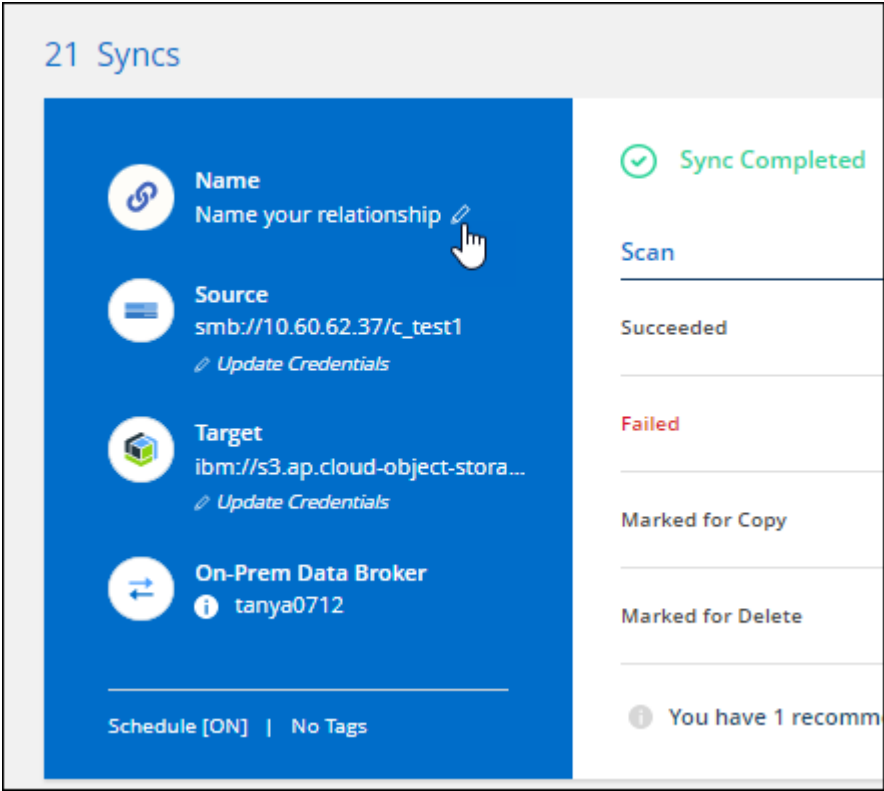 21 Syncs
Name
Name your relationship
Source
smb://10.60.62.37/c_test1
Update Credentials
Target
ibm://s3.ap.cloud-object-stora...
Update Credentials
On-Prem Data Broker
tanya0712
Schedule [ON] | No Tags
Sync Completed
Scan
Succeeded
Failed
Marked for Copy
Marked for Delete
You have 1